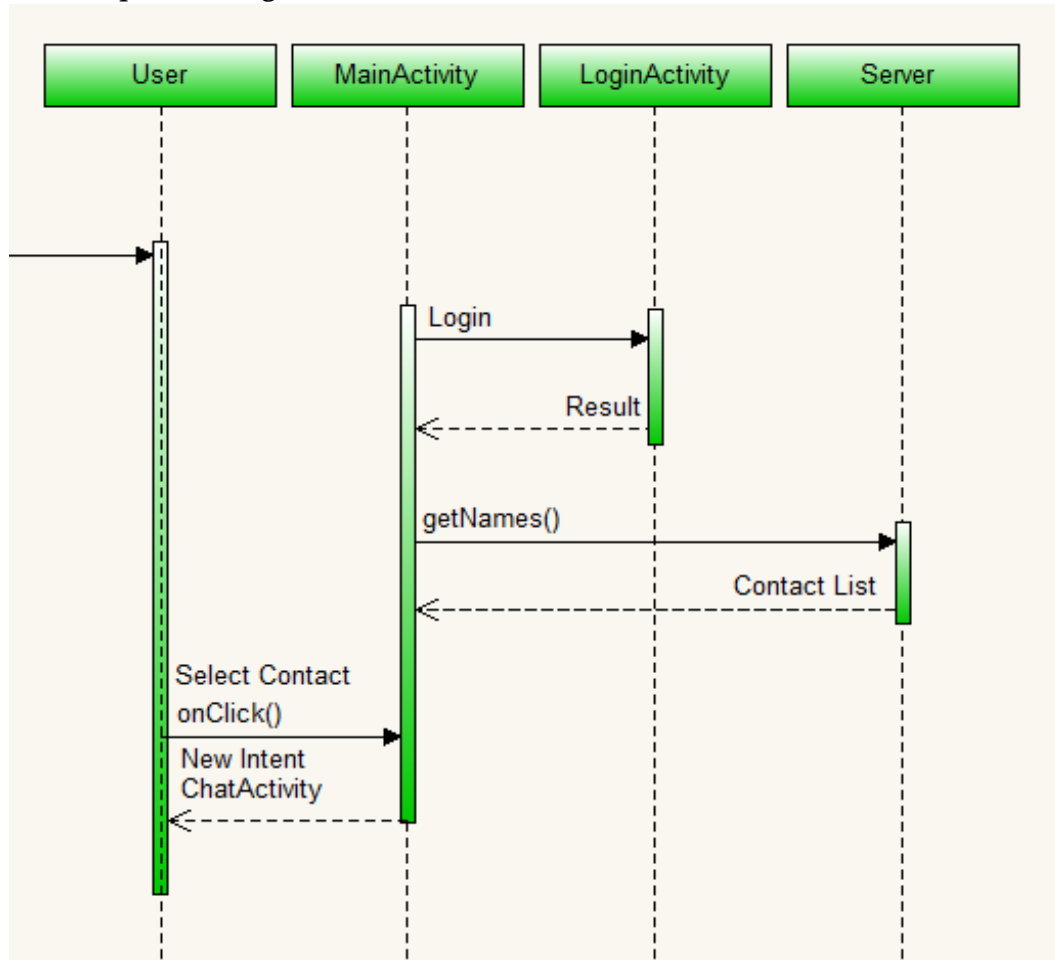 User MainActivity LoginActivity Server
Login
Result
getNames()
Contact List
Select Contact
onClick()
New Intent
ChatActivity